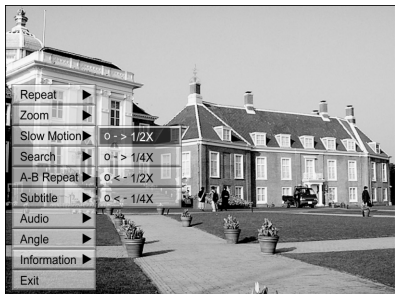 Repeat
Zoom
Slow Motion
o - > 1/2X
Search
o - > 1/4X
A-B Repeat
o < - 1/2X
Subtitle
o < - 1/4X
Audio
Angle
Information
Exit